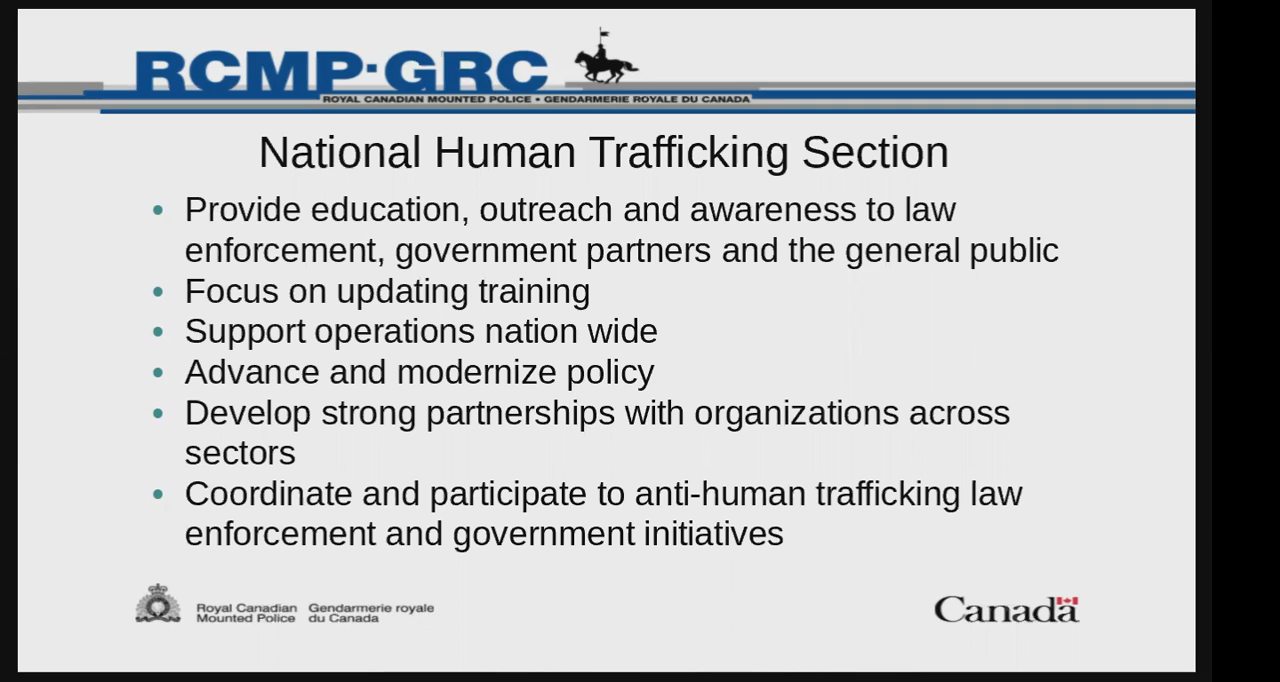 RCMP·GRC
ROYAL CANADIAN MOUNTED POLICE • GENDARMERIE ROYALE DU CANADA
National Human Trafficking Section
• Provide education, outreach and awareness to law
enforcement, government partners and the general public
• Focus on updating training
• Support operations nation wide
• Advance and modernize policy
• Develop strong partnerships with organizations across
sectors
• Coordinate and participate to anti-human trafficking law
enforcement and government initiatives
Royal Canadian Gendarmerie royale
Mounted Police du Canada
Canada